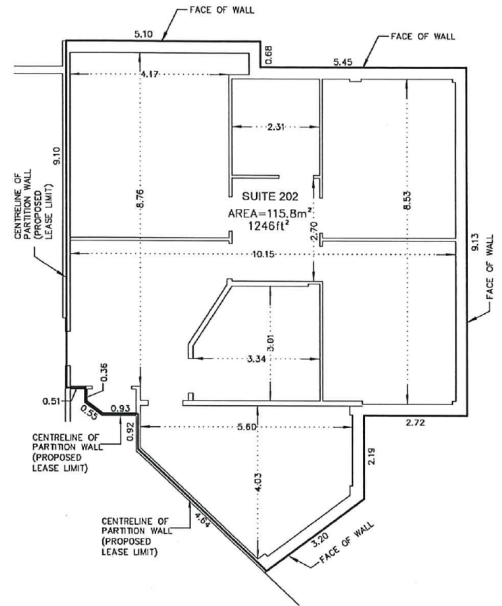 5.10
FACE OF WALL
0.68
5.45
FACE OF WALL
4.17
2.31
9.10
CENTRELINE OF
PARTITION WALL
(PROPOSED
LEASE LIMIT)
8.76
SUITE 202
AREA=115.8m²
1246ft²
2.70
8.53
10.15
9.13
FACE OF WALL
3.01
3.34
0.36
0.51
0.55
0.93
0.92
5.60
2.72
CENTRELINE OF
PARTITION WALL
(PROPOSED
LEASE LIMIT)
4.03
2.19
CENTRELINE OF
PARTITION WALL
(PROPOSED
LEASE LIMIT)
4.64
3.20
FACE OF WALL